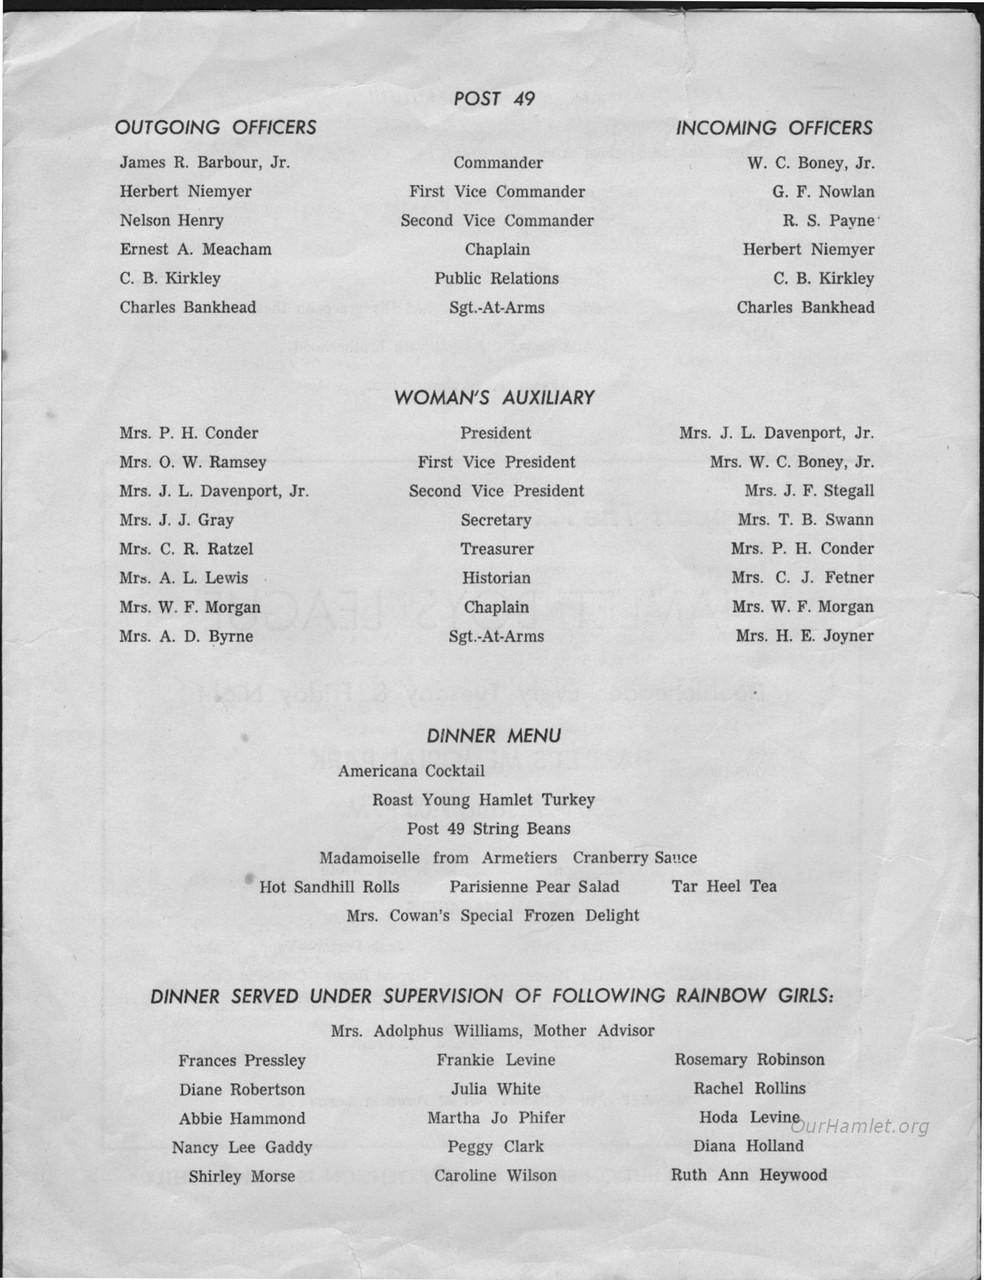 POST 49
OUTGOING OFFICERS INCOMING OFFICERS
James R. Barbour, Jr. Commander W. C. Boney, Jr.
Herbert Niemyer First Vice Commander G. F. Nowlan
Nelson Henry Second Vice Commander R. S. Payne
Ernest A. Meacham Chaplain Herbert Niemyer
C. B. Kirkley Public Relations C. B. Kirkley
Charles Bankhead Sgt.-At-Arms Charles Bankhead
WOMAN'S AUXILIARY
Mrs. P. H. Conder President Mrs. J. L. Davenport, Jr.
Mrs. O. W. Ramsey First Vice President Mrs. W. C. Boney, Jr.
Mrs. J. L. Davenport, Jr. Second Vice President Mrs. J. F. Stegall
Mrs. J. J. Gray Secretary Mrs. T. B. Swann
Mrs. C. R. Ratzel Treasurer Mrs. P. H. Conder
Mrs. A. L. Lewis Historian Mrs. C. J. Fetner
Mrs. W. F. Morgan Chaplain Mrs. W. F. Morgan
Mrs. A. D. Byrne Sgt.-At-Arms Mrs. H. E. Joyner
DINNER MENU
Americana Cocktail
Roast Young Hamlet Turkey
Post 49 String Beans
Madamoiselle from Armetiers Cranberry Sauce
Hot Sandhill Rolls Parisienne Pear Salad Tar Heel Tea
Mrs. Cowan's Special Frozen Delight
DINNER SERVED UNDER SUPERVISION OF FOLLOWING RAINBOW GIRLS:
Mrs. Adolphus Williams, Mother Advisor
Frances Pressley Frankie Levine Rosemary Robinson
Diane Robertson Julia White Rachel Rollins
Abbie Hammond Martha Jo Phifer Hoda Levine
OurHamlet.org
Nancy Lee Gaddy Peggy Clark Diana Holland
Shirley Morse Caroline Wilson Ruth Ann Heywood